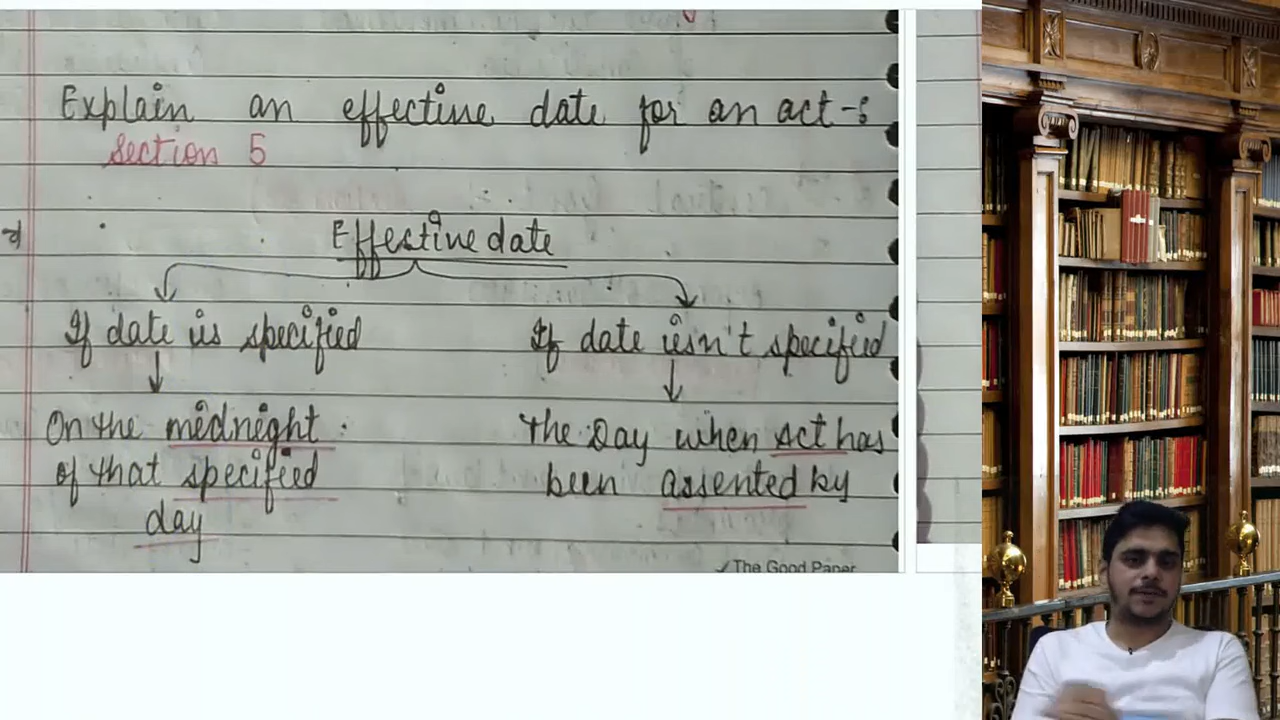 Explain an effective date for an act-
section 5
Effective date
If date is specified
If date isn't specified
On the midnight
of that specified
day
The Day when Act has
been assented by
The Good Paper